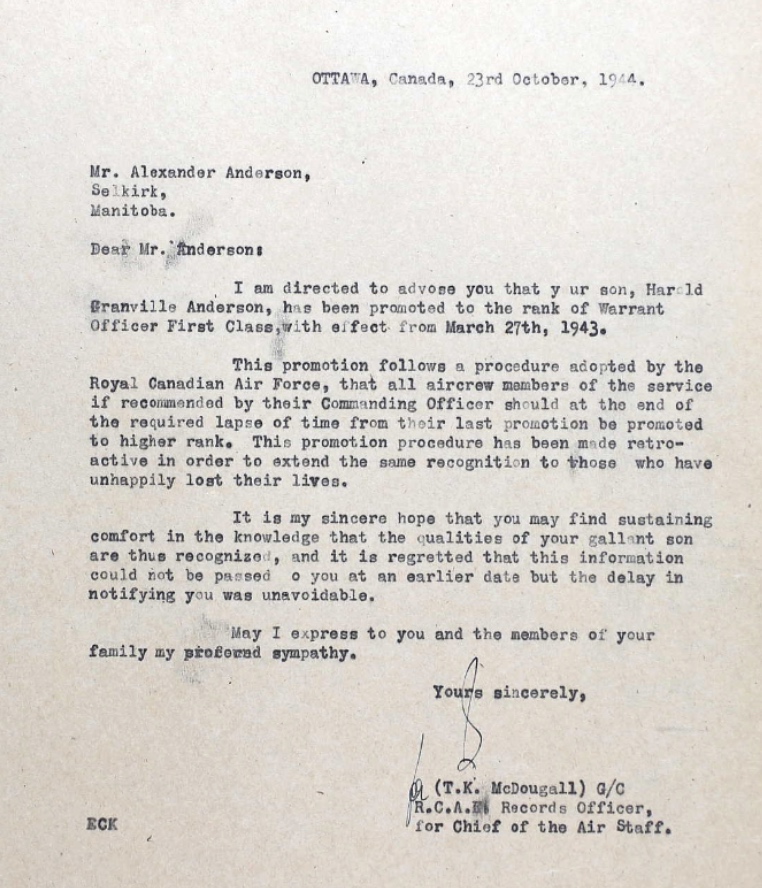 OTTAWA, Canada, 23rd October, 1944.
Mr. Alexander Anderson,
Selkirk,
Manitoba.
Dear Mr. Anderson:
I am directed to advose you that y ur son, Harold
Granville Anderson, has been promoted to the rank of Warrant
Officer First Class,with effect from March 27th, 1943.
This promotion follows a procedure adopted by the
Royal Canadian Air Force, that all aircrew members of the service
if recommended by their Commanding Officer should at the end of
the required lapse of time from their last promotion be promoted
to higher rank. This promotion procedure has been made retro-
active in order to extend the same recognition to those who have
unhappily lost their lives.
It is my sincere hope that you may find sustaining
comfort in the knowledge that the qualities of your gallant son
are thus recognized, and it is regretted that this information
could not be passed o you at an earlier date but the delay in
notifying you was unavoidable.
May I express to you and the members of your
family my profound sympathy.
Yours sincerely,
(T.K. McDougall) G/C
R.C.A.F. Records Officer,
for Chief of the Air Staff.
ECK